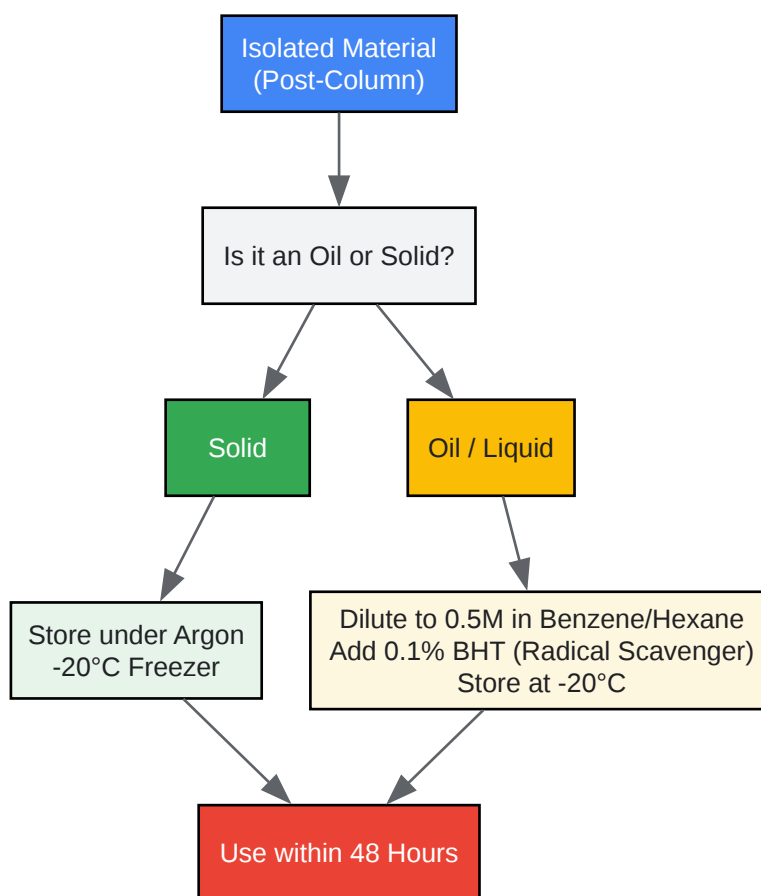 Isolated Material
(Post-Column)
Is it an Oil or Solid?
Solid
Oil / Liquid
Store under Argon
-20°C Freezer
Dilute to 0.5M in Benzene/Hexane
Add 0.1% BHT (Radical Scavenger)
Store at -20°C
Use within 48 Hours